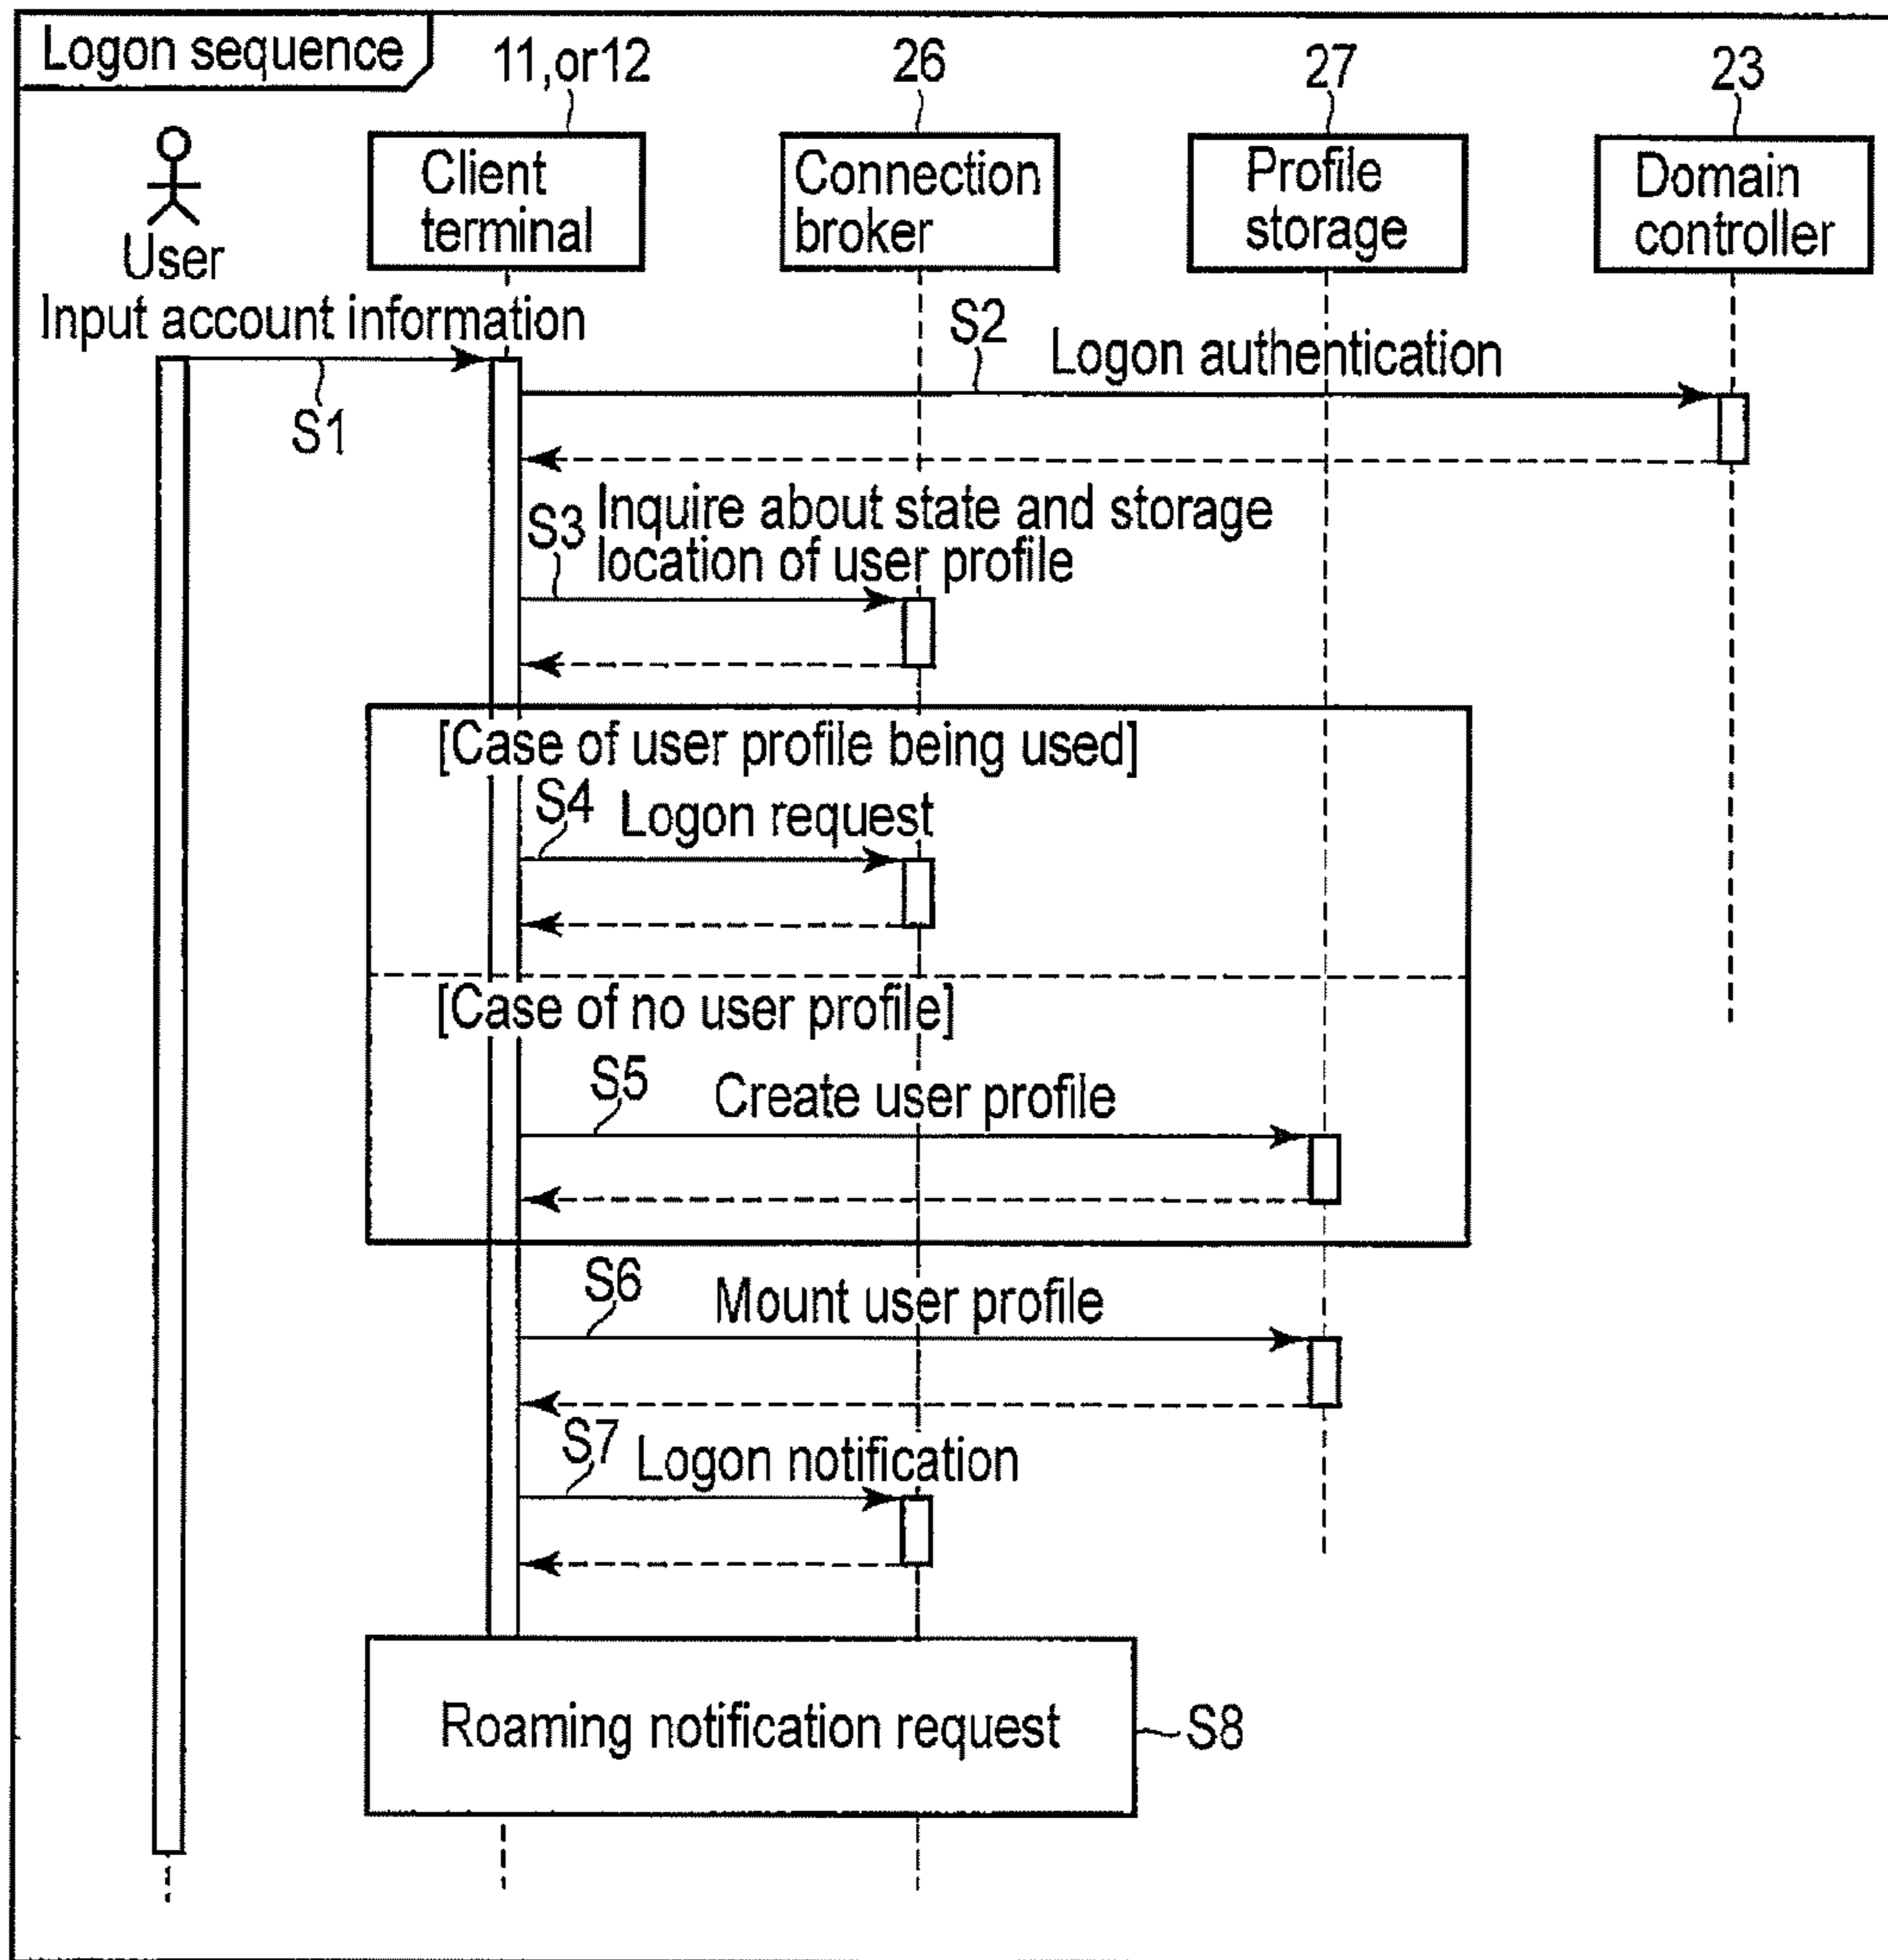 Logon sequence
11,or12
26
27
23
User
Client
terminal
Connection
broker
Profile
storage
Domain
controller
Input account information
S1
S2
Logon authentication
S3
Inquire about state and storage
location of user profile
[Case of user profile being used]
S4
Logon request
[Case of no user profile]
S5
Create user profile
S6
Mount user profile
S7
Logon notification
Roaming notification request
S8